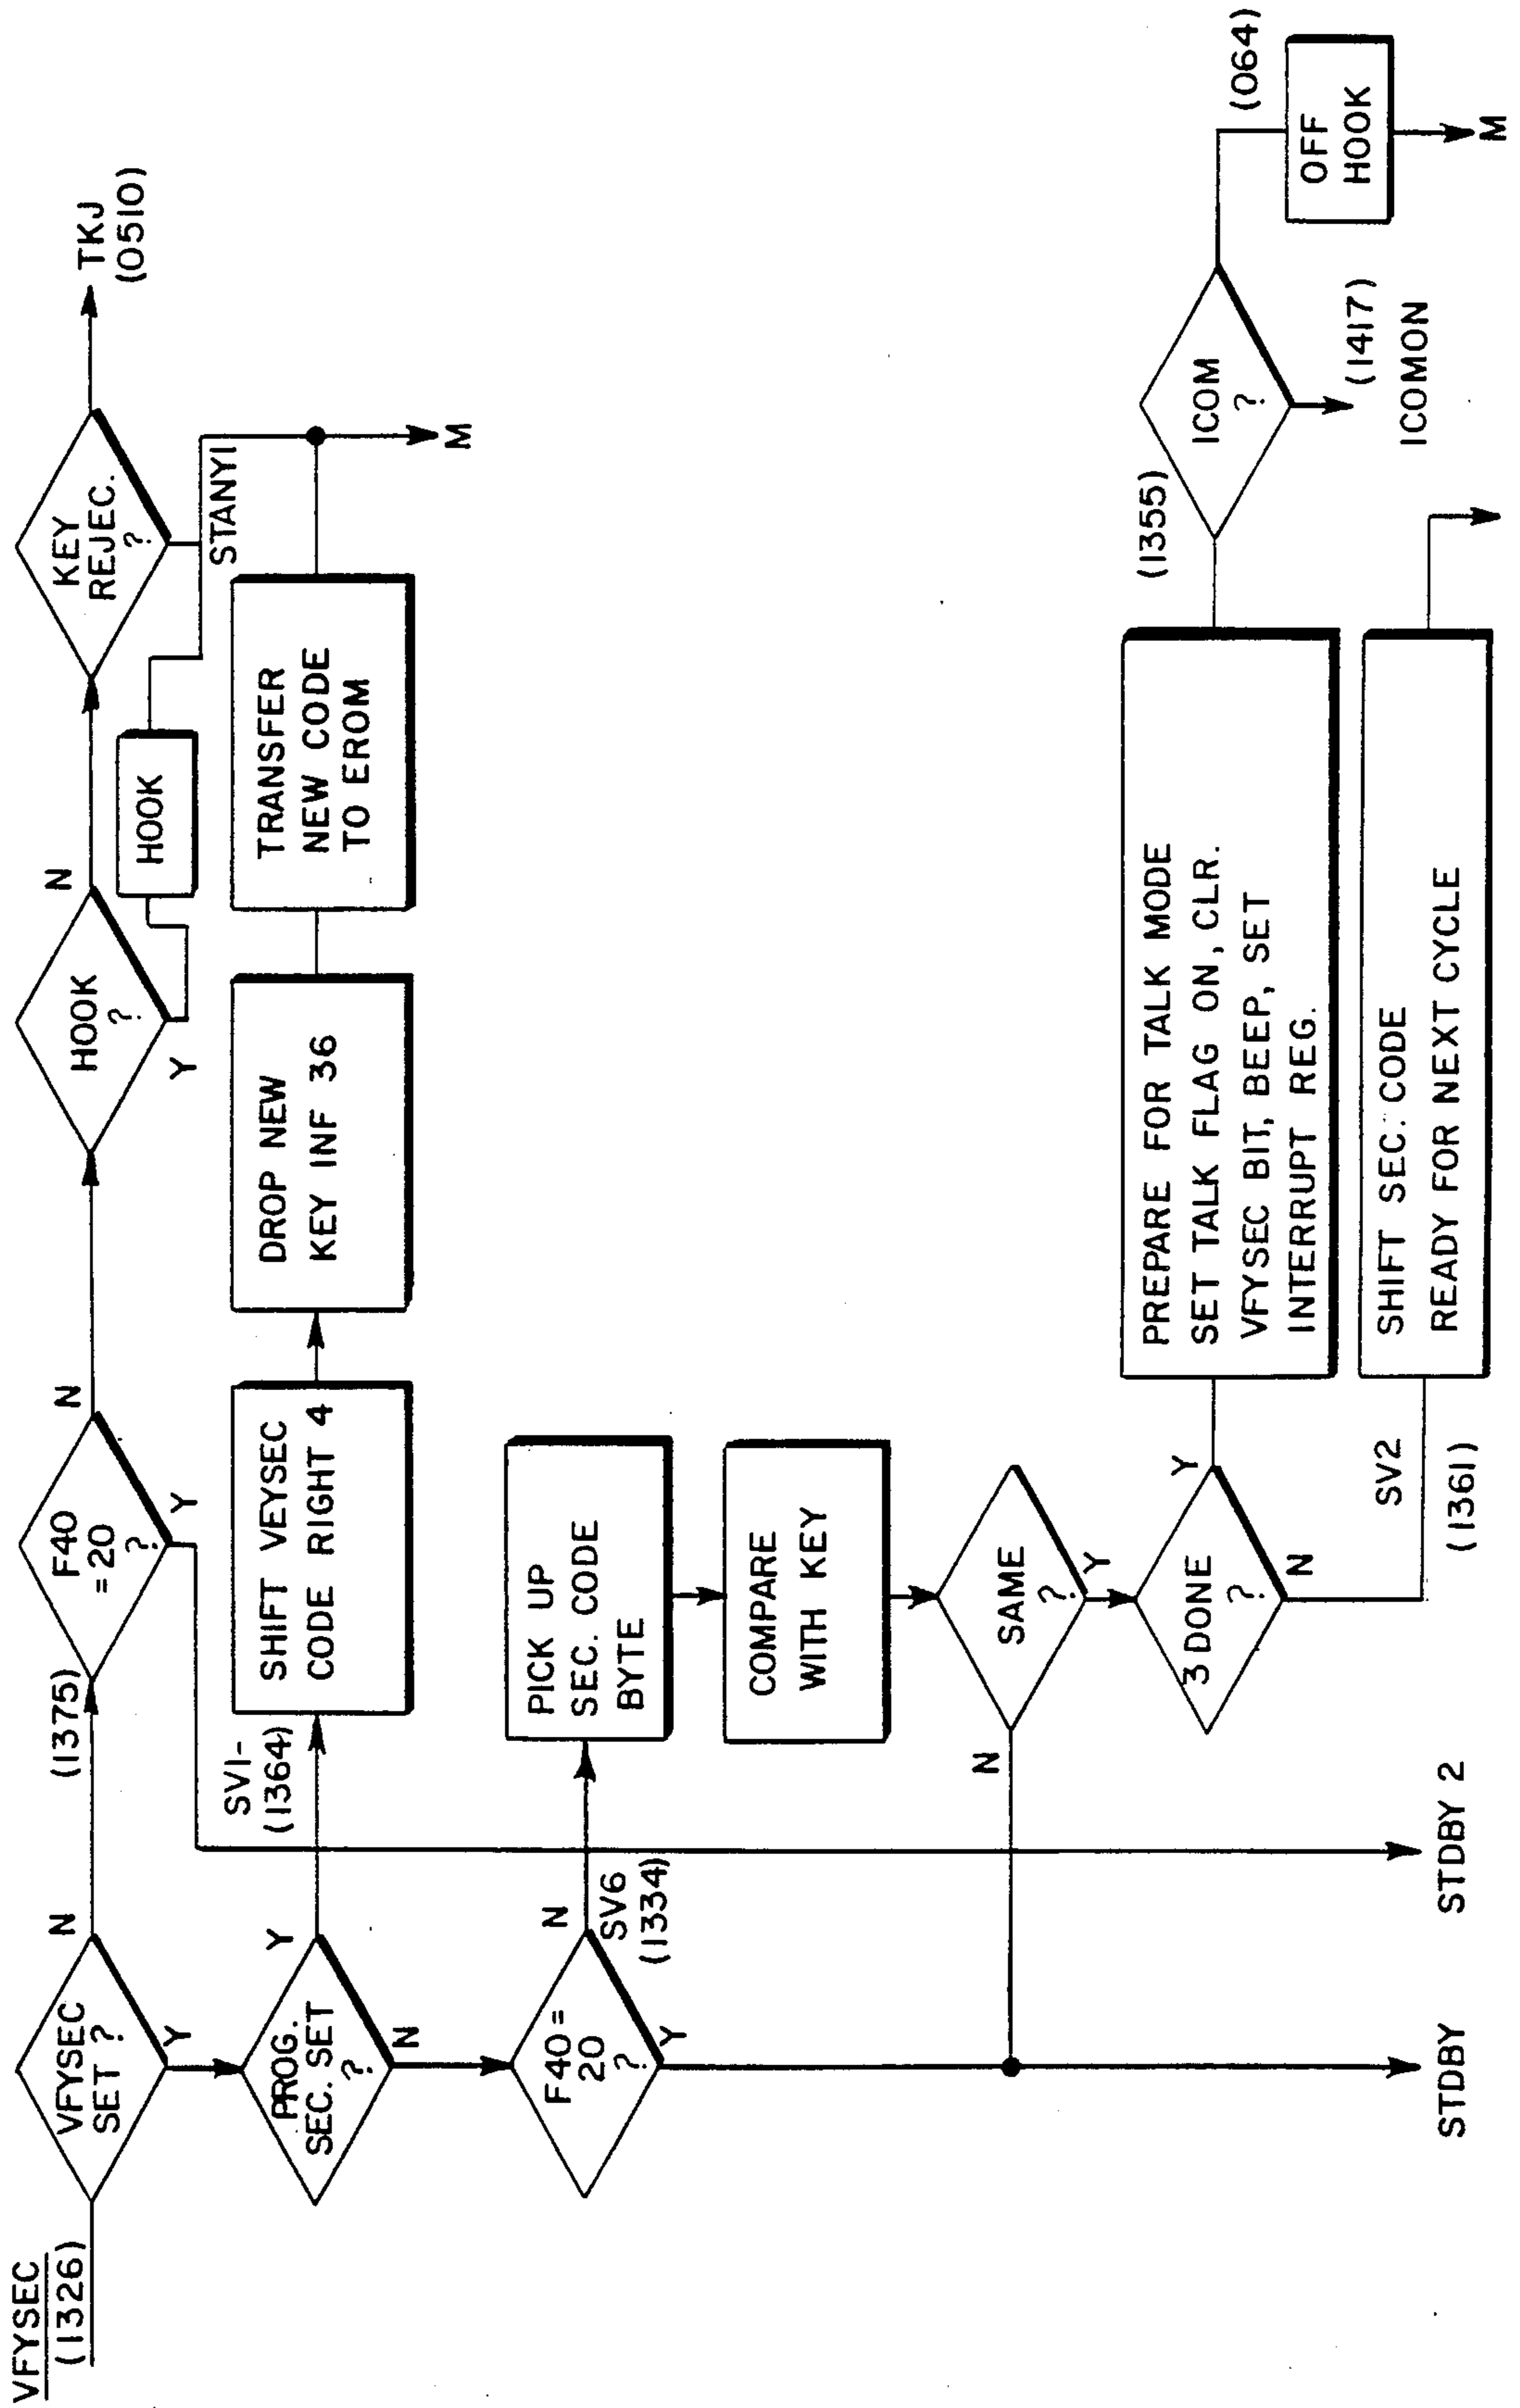 VFYSEC
(1326)
VFYSEC
SET ?
N
Y
(1375)
F40
= 20
?
N
Y
HOOK
?
N
Y
HOOK
KEY
REJEC.
?
TKJ
(0510)
STANY1
PROG.
SEC. SET
?
Y
N
SV1-
(1364)
SHIFT VEYSEC
CODE RIGHT 4
DROP NEW
KEY INF 36
TRANSFER
NEW CODE
TO EROM
M
F40 =
20
?
N
Y
SV6
(1334)
PICK UP
SEC. CODE
BYTE
COMPARE
WITH KEY
SAME
?
N
Y
3 DONE
?
Y
N
PREPARE FOR TALK MODE
SET TALK FLAG ON, CLR.
VFYSEC BIT, BEEP, SET
INTERRUPT REG.
(1355)
ICOM
?
(064)
OFF
HOOK
M
(1417)
ICOMON
SV2
(1361)
SHIFT SEC. CODE
READY FOR NEXT CYCLE
STDBY
STDBY 2